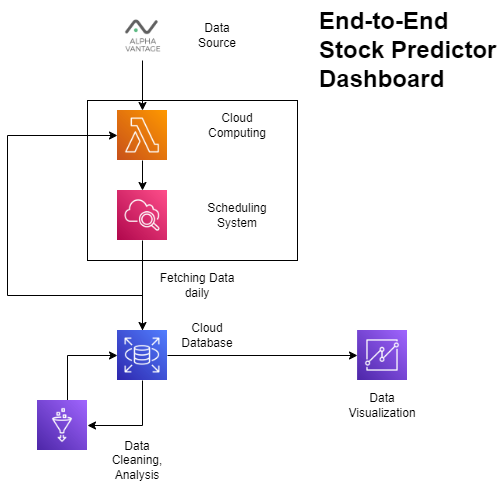 End-to-End
Stock Predictor
Dashboard
ALPHA
VANTAGE
Data
Source
Cloud
Computing
Scheduling
System
Fetching Data
daily
Cloud
Database
Data
Visualization
Data
Cleaning,
Analysis